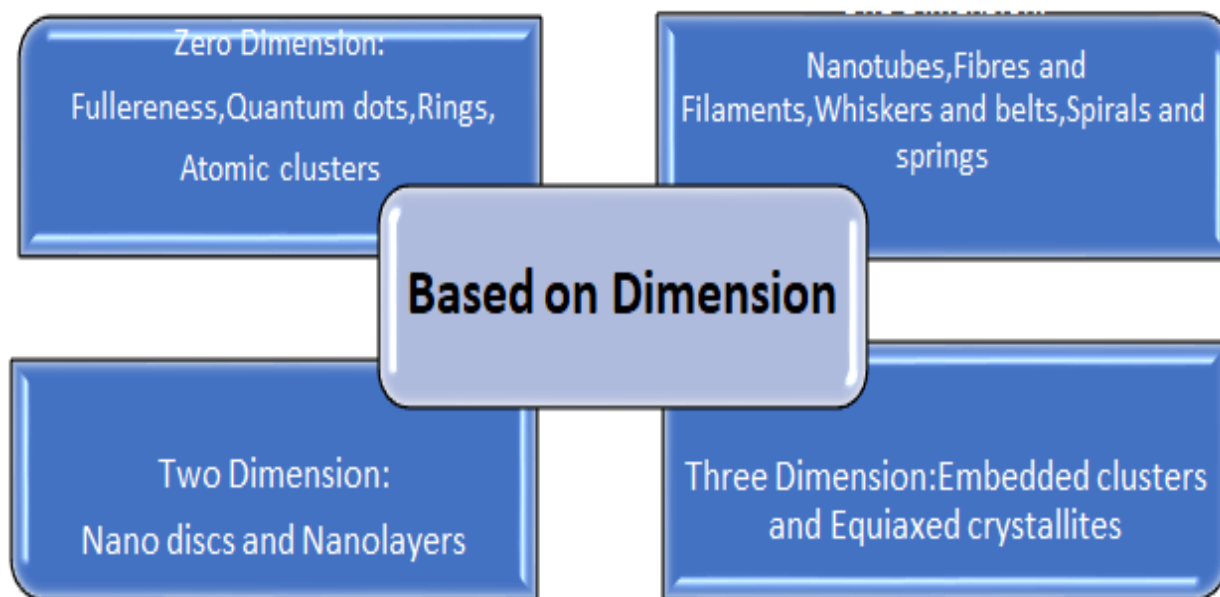 Zero Dimension:
Fullereness,Quantum dots,Rings,
Atomic clusters
Nanotubes,Fibres and
Filaments,Whiskers and belts,Spirals and
springs
Based on Dimension
Two Dimension:
Nano discs and Nanolayers
Three Dimension:Embedded clusters
and Equiaxed crystallites